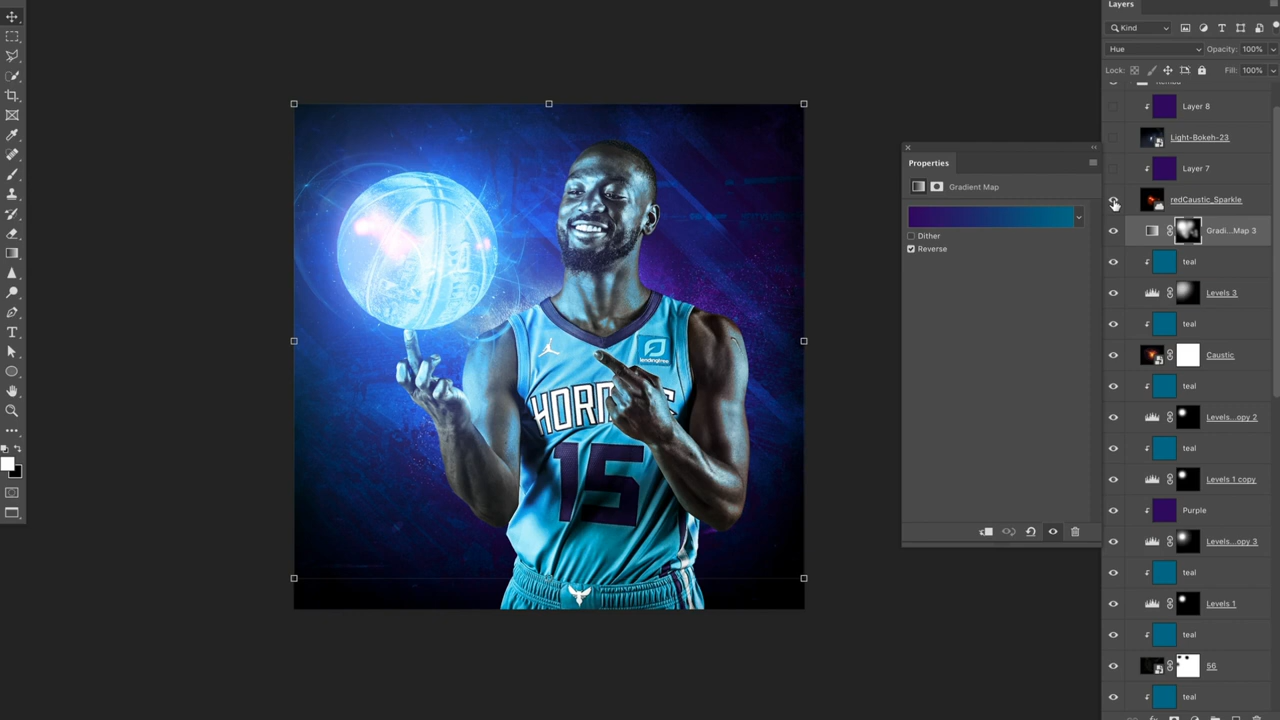 Layers
Kind
Hue
Opacity: 100%
Lock:
Fill: 100%
Layer 8
Light-Bokeh-23
Layer 7
redCaustic_Sparkle
Gradi...Map 3
teal
Levels 3
teal
Caustic
teal
Levels...opy 2
teal
Levels 1 copy
Purple
Levels...opy 3
teal
Levels 1
teal
56
teal
Properties
Gradient Map
Dither
Reverse
lendingtree
15